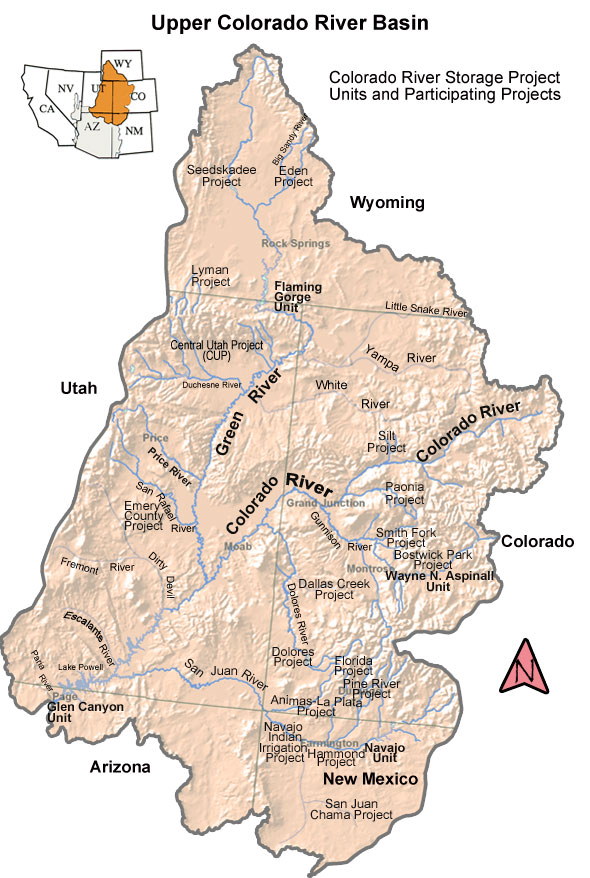 Upper Colorado River Basin
WY
NV
UT
CO
CA
AZ
NM
Colorado River Storage Project
Units and Participating Projects
Big Sandy River
Seedskadee
Project
Eden
Project
Wyoming
Rock Springs
Lyman
Project
Flaming
Gorge
Unit
Little Snake River
Central Utah Project
(CUP)
Yampa River
Duchesne River
White
River
Utah
Green River
Colorado River
Silt
Project
Price
Price River
Colorado River
Grand Junction
Paonia
Project
San Rafael
River
Emery
County
Project
Gunnison
River
Smith Fork
Project
Bostwick Park
Project
Colorado
Moab
Montrose
Wayne N. Aspinall
Unit
Fremont River
Dirty
Devil
Dallas Creek
Project
Dolores River
Escalante
River
Dolores
Project
Florida
Project
Paria
River
Lake Powell
San Juan River
Pine River
Project
Page
Glen Canyon
Unit
Animas-La Plata
Project
Navajo
Indian
Irrigation
Project
Farmington
Hammond
Project
Navajo
Unit
Arizona
New Mexico
San Juan
Chama Project
N